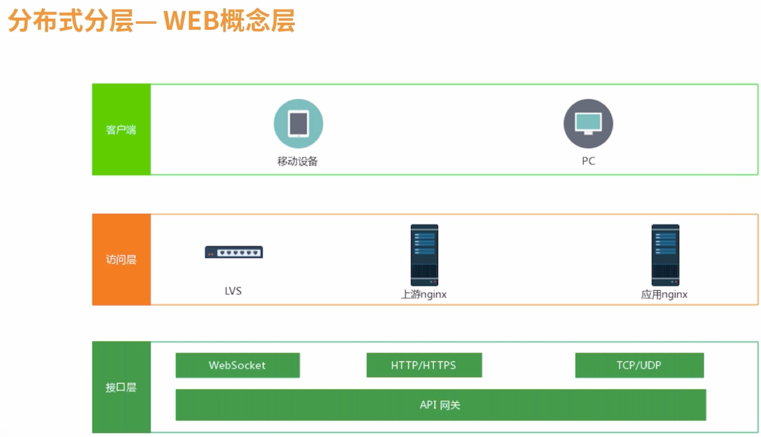 分布式分层— WEB概念层
客户端
移动设备
PC
访问层
LVS
上游nginx
应用nginx
接口层
WebSocket
HTTP/HTTPS
TCP/UDP
API 网关